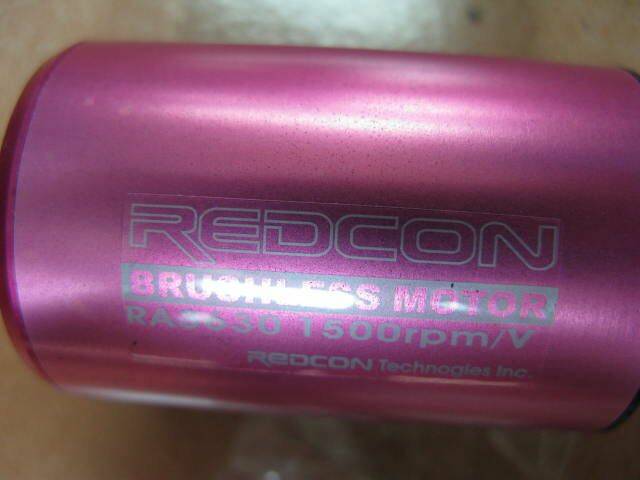 REDCON
BRUSHLESS MOTOR
1500rpm/V
REDCON Technogies Inc.